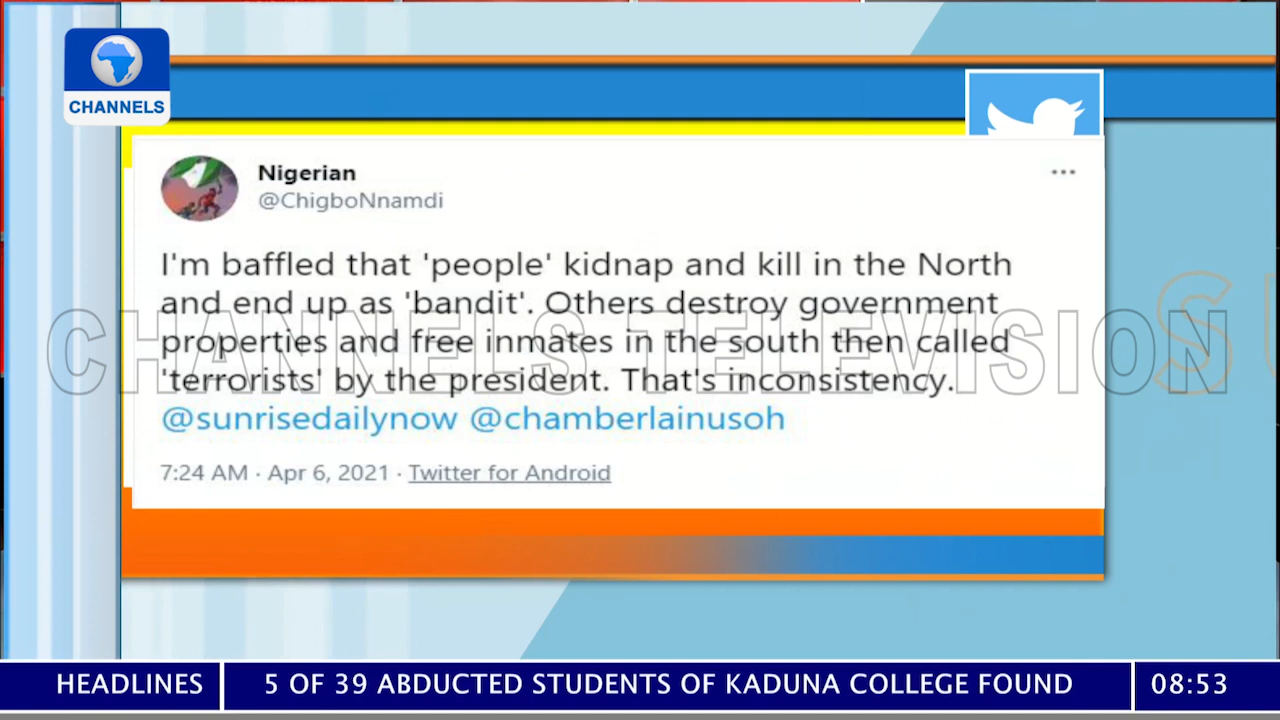 CHANNELS
Nigerian
@ChigboNnamdi
I'm baffled that 'people' kidnap and kill in the North
and end up as 'bandit'. Others destroy government
properties and free inmates in the south then called
'terrorists' by the president. That's inconsistency.
@sunrisedailynow @chamberlainusoh
7:24 AM · Apr 6, 2021 · Twitter for Android
CHANNELS TELEVISION
HEADLINES
5 OF 39 ABDUCTED STUDENTS OF KADUNA COLLEGE FOUND
08:53